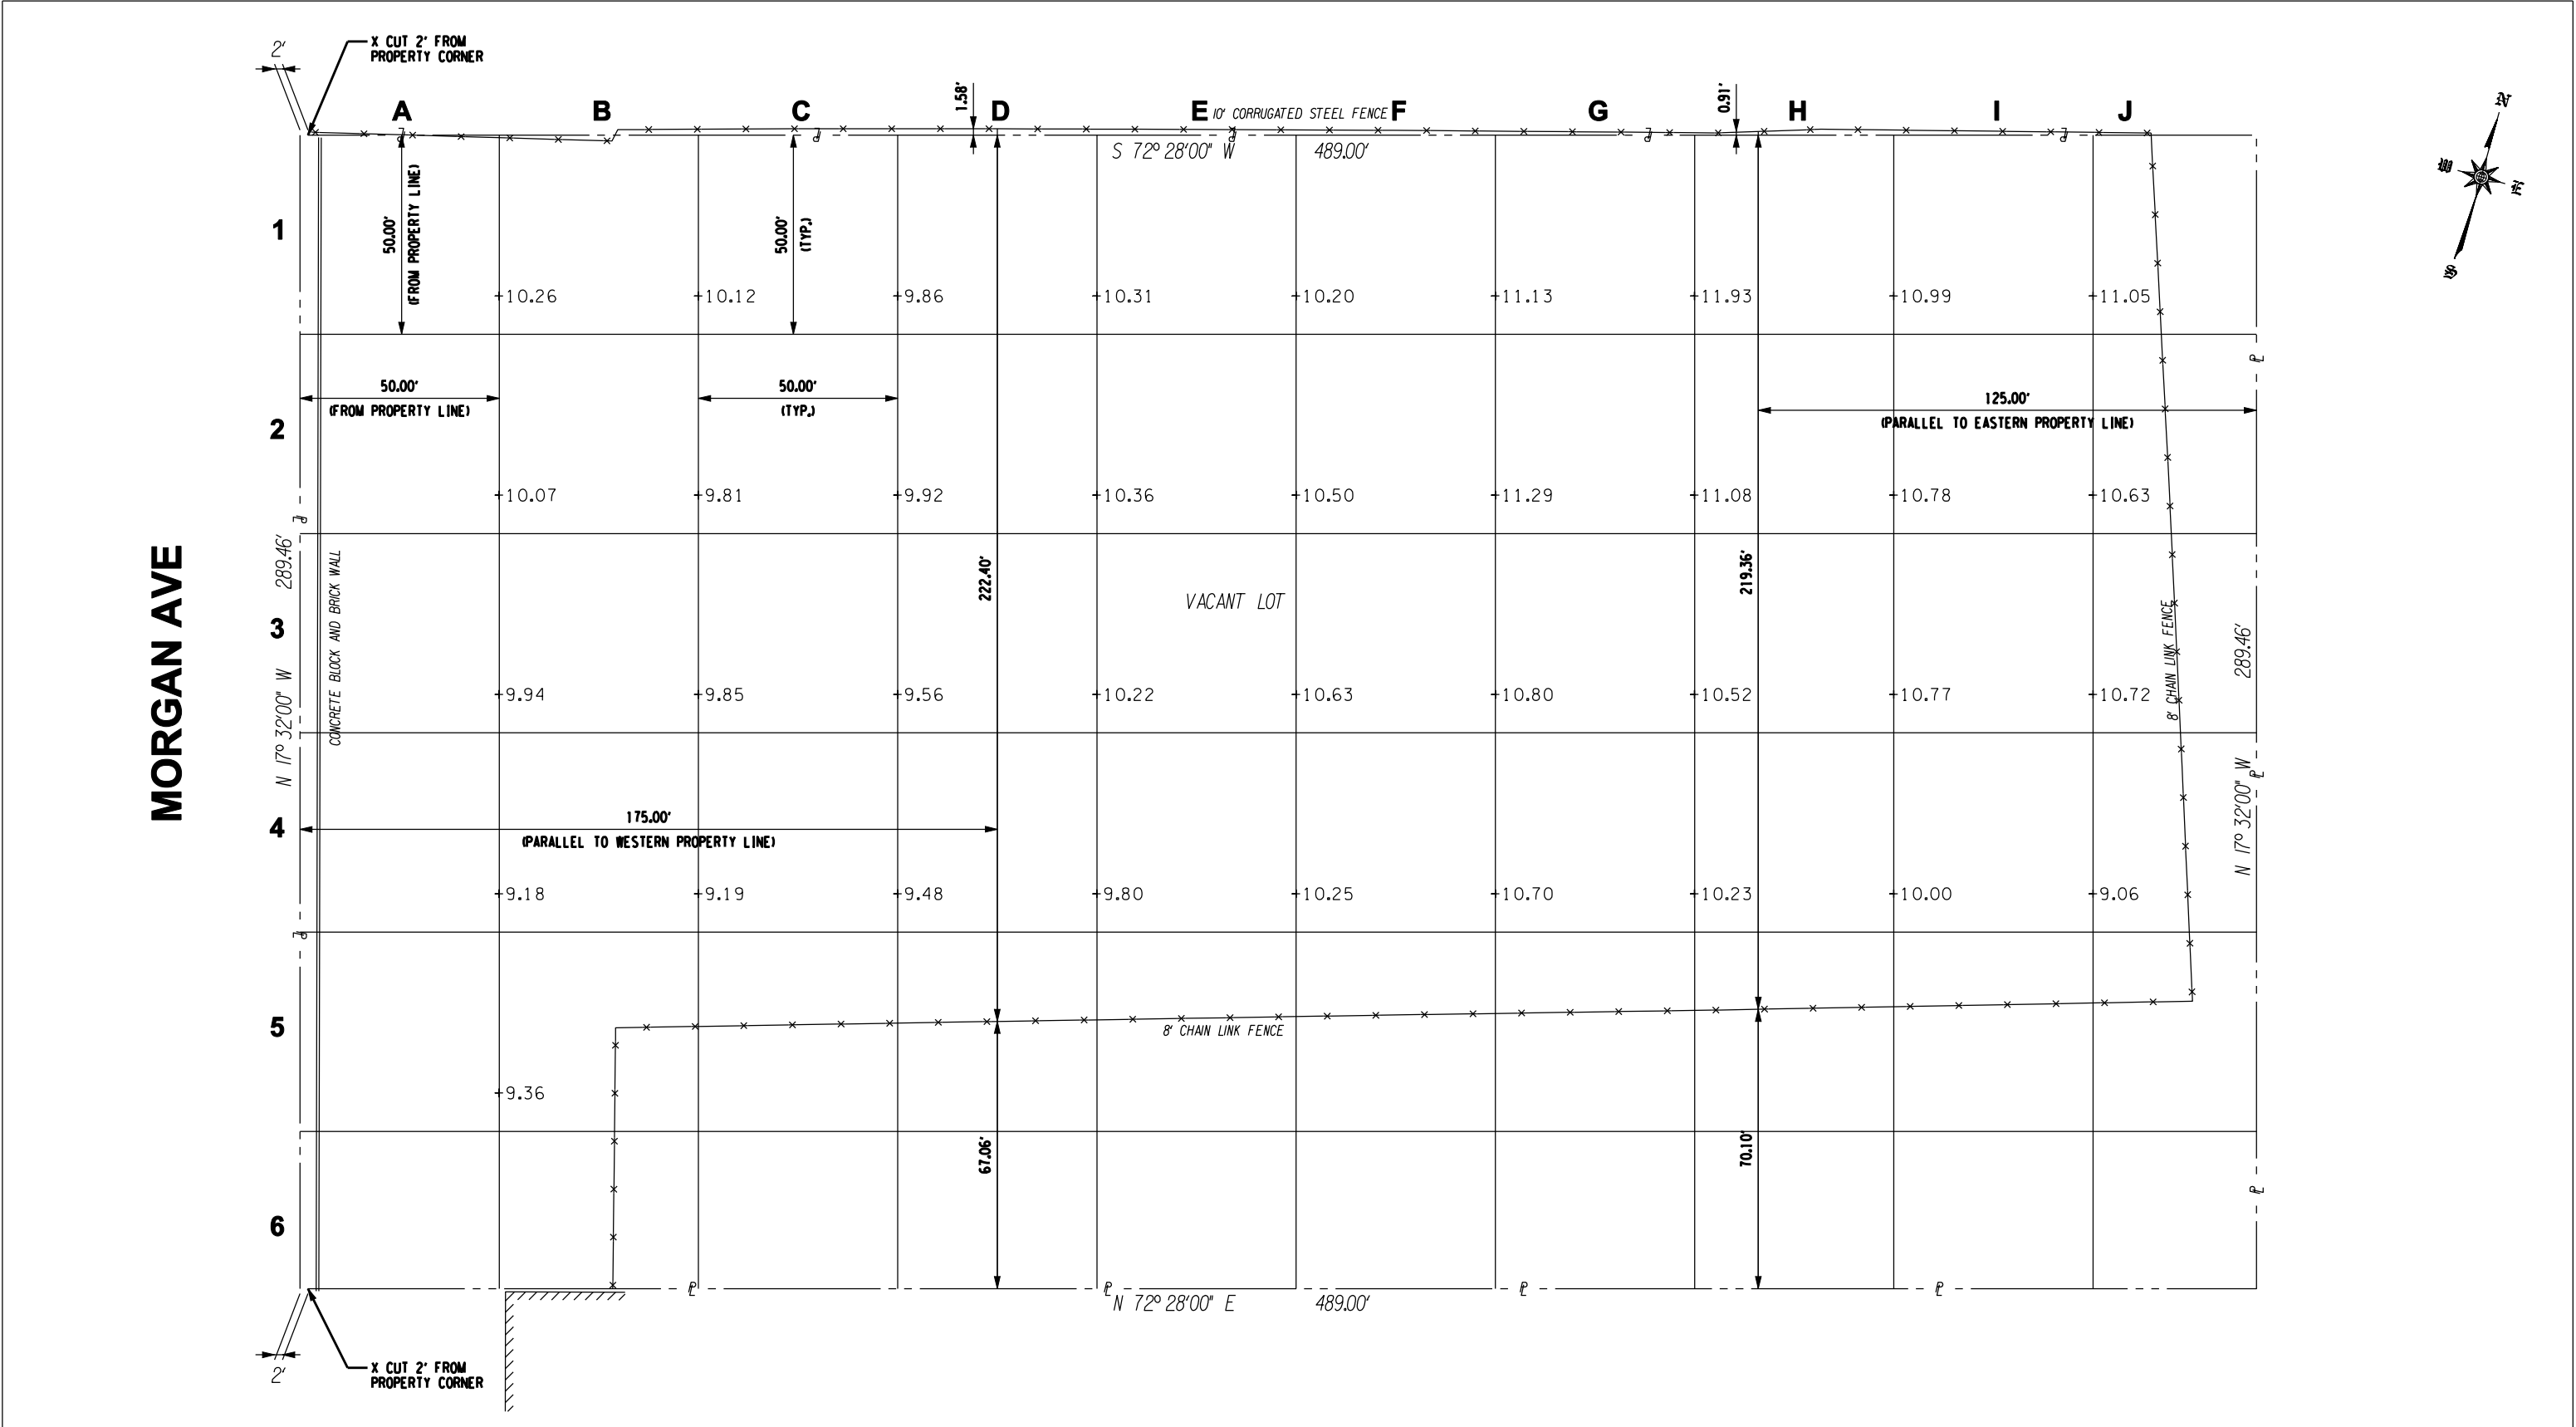 2'
X CUT 2' FROM
PROPERTY CORNER
A
B
C
1.58'
D
E
10' CORRUGATED STEEL FENCE
F
G
0.91'
H
I
J
N
W
E
S
S 72° 28'00" W 489.00'
1
50.00'
(FROM PROPERTY LINE)
50.00'
(TYP.)
10.26
10.12
9.86
10.31
10.20
11.13
11.93
10.99
11.05
2
50.00'
(FROM PROPERTY LINE)
50.00'
(TYP.)
125.00'
(PARALLEL TO EASTERN PROPERTY LINE)
10.07
9.81
9.92
10.36
10.50
11.29
11.08
10.78
10.63
MORGAN AVE
3
N 17° 32'00" W 289.46'
CONCRETE BLOCK AND BRICK WALL
222.40'
VACANT LOT
219.36'
8' CHAIN LINK FENCE
N 17° 32'00" W 289.46'
9.94
9.85
9.56
10.22
10.63
10.80
10.52
10.77
10.72
4
175.00'
(PARALLEL TO WESTERN PROPERTY LINE)
9.18
9.19
9.48
9.80
10.25
10.70
10.23
10.00
9.06
5
8' CHAIN LINK FENCE
9.36
67.06'
70.10'
6
N 72° 28'00" E 489.00'
2'
X CUT 2' FROM
PROPERTY CORNER